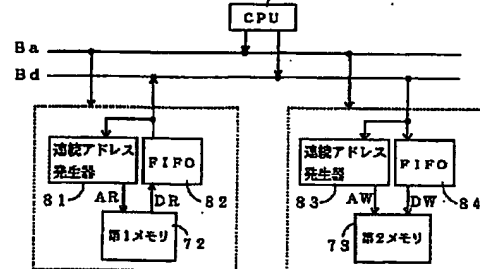 CPU
Ba
Bd
連続アドレス
発生器
FIFO
81
82
AR
DR
第1メモリ
72
連続アドレス
発生器
FIFO
83
84
AW
DW
第2メモリ
73